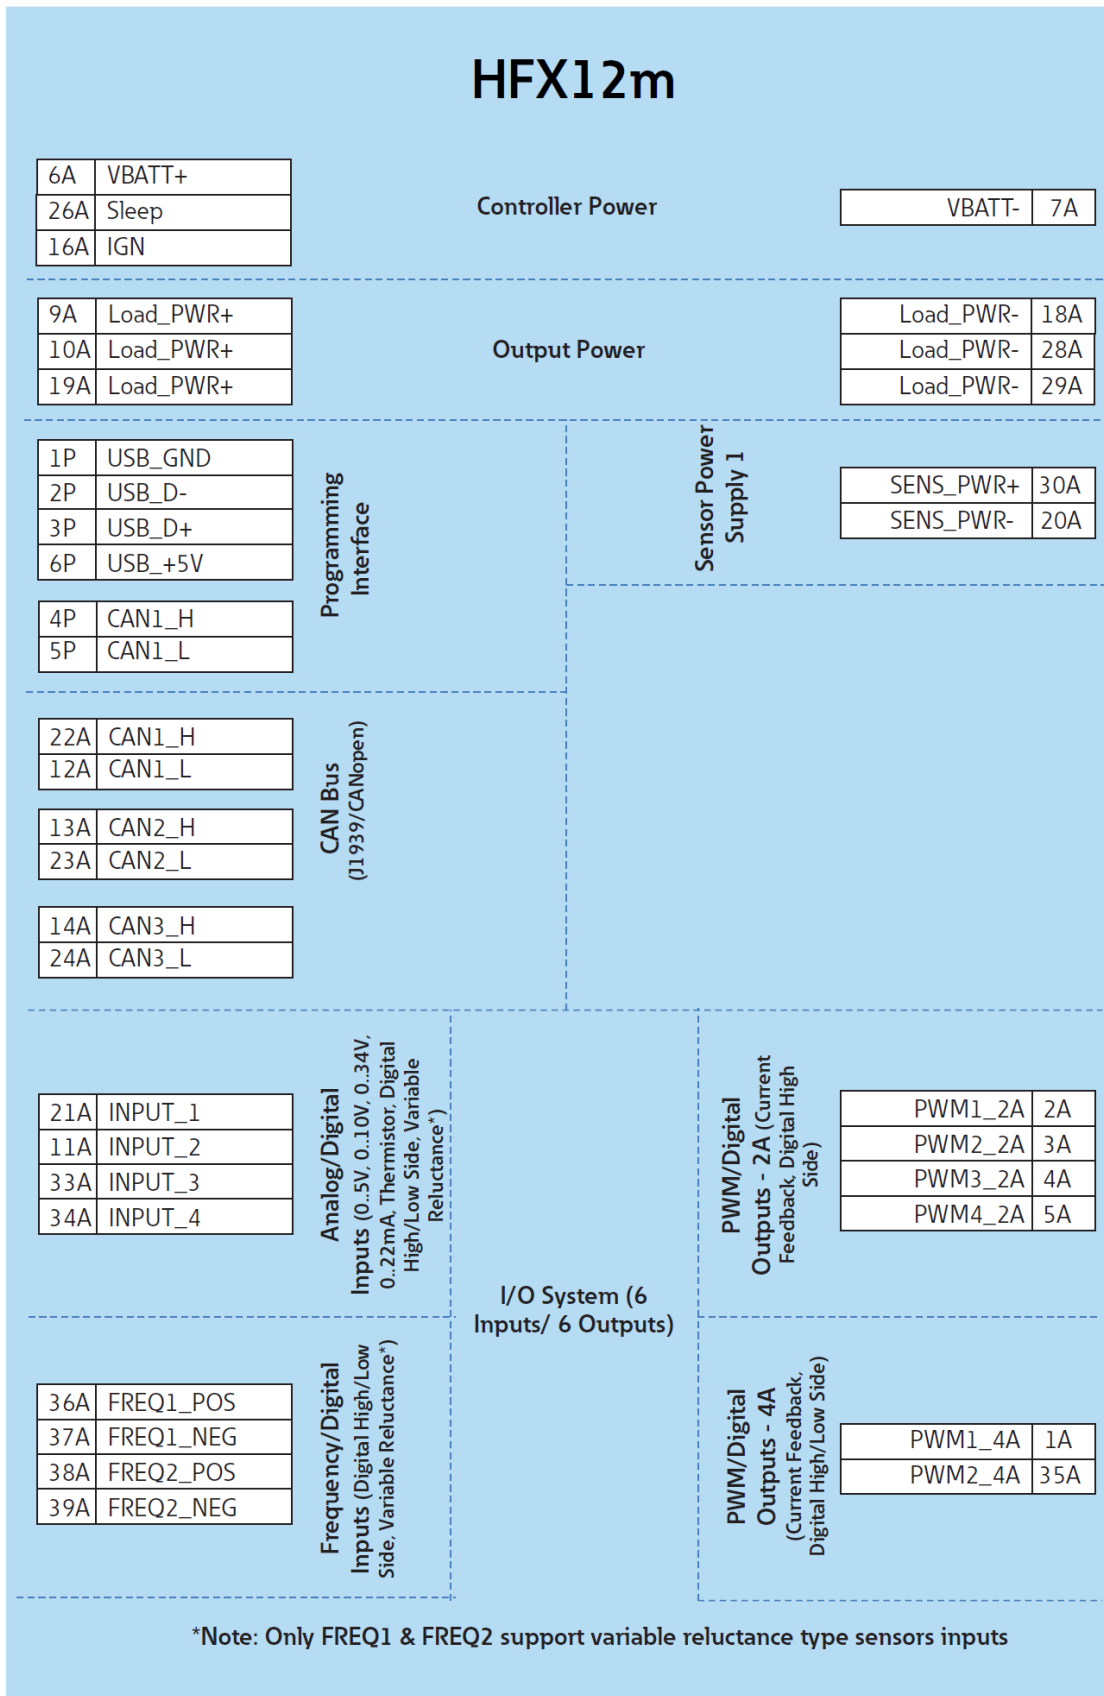 HFX12m
6A VBATT+
26A Sleep
16A IGN
Controller Power
VBATT- 7A
9A Load_PWR+
10A Load_PWR+
19A Load_PWR+
Output Power
Load_PWR- 18A
Load_PWR- 28A
Load_PWR- 29A
1P USB_GND
2P USB_D-
3P USB_D+
6P USB_+5V
4P CAN1_H
5P CAN1_L
Programming
Interface
Sensor Power
Supply 1
SENS_PWR+ 30A
SENS_PWR- 20A
22A CAN1_H
12A CAN1_L
13A CAN2_H
23A CAN2_L
14A CAN3_H
24A CAN3_L
CAN Bus
(J1939/CANopen)
21A INPUT_1
11A INPUT_2
33A INPUT_3
34A INPUT_4
Analog/Digital
Inputs (0..5V, 0..10V, 0..34V,
0..22mA, Thermistor, Digital
High/Low Side, Variable
Reluctance*)
PWM/Digital
Outputs - 2A (Current
Feedback, Digital High
Side)
PWM1_2A 2A
PWM2_2A 3A
PWM3_2A 4A
PWM4_2A 5A
I/O System (6
Inputs/ 6 Outputs)
36A FREQ1_POS
37A FREQ1_NEG
38A FREQ2_POS
39A FREQ2_NEG
Frequency/Digital
Inputs (Digital High/Low
Side, Variable Reluctance*)
PWM/Digital
Outputs - 4A
(Current Feedback,
Digital High/Low Side)
PWM1_4A 1A
PWM2_4A 35A
*Note: Only FREQ1 & FREQ2 support variable reluctance type sensors inputs